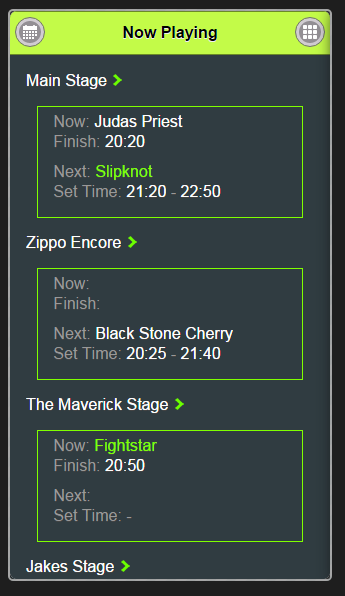 Now Playing
Main Stage
Now: Judas Priest
Finish: 20:20
Next: Slipknot
Set Time: 21:20 - 22:50
Zippo Encore
Now:
Finish:
Next: Black Stone Cherry
Set Time: 20:25 - 21:40
The Maverick Stage
Now: Fightstar
Finish: 20:50
Next:
Set Time: -
Jakes Stage